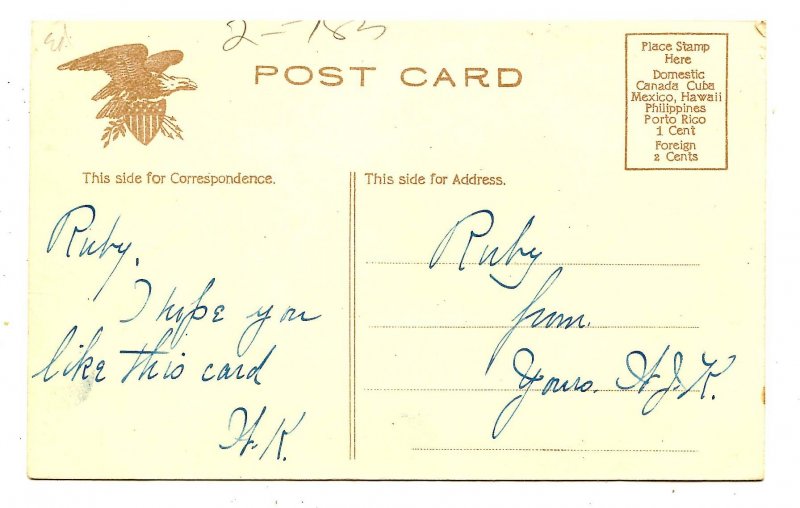 2-185
POST CARD
Place Stamp
Here
Domestic
Canada Cuba
Mexico, Hawaii
Philippines
Porto Rico
1 Cent
Foreign
2 Cents
This side for Correspondence.
Ruby,
I hope you
like this card
H.K.
This side for Address.
Ruby
from.
Yours. H.J.K.